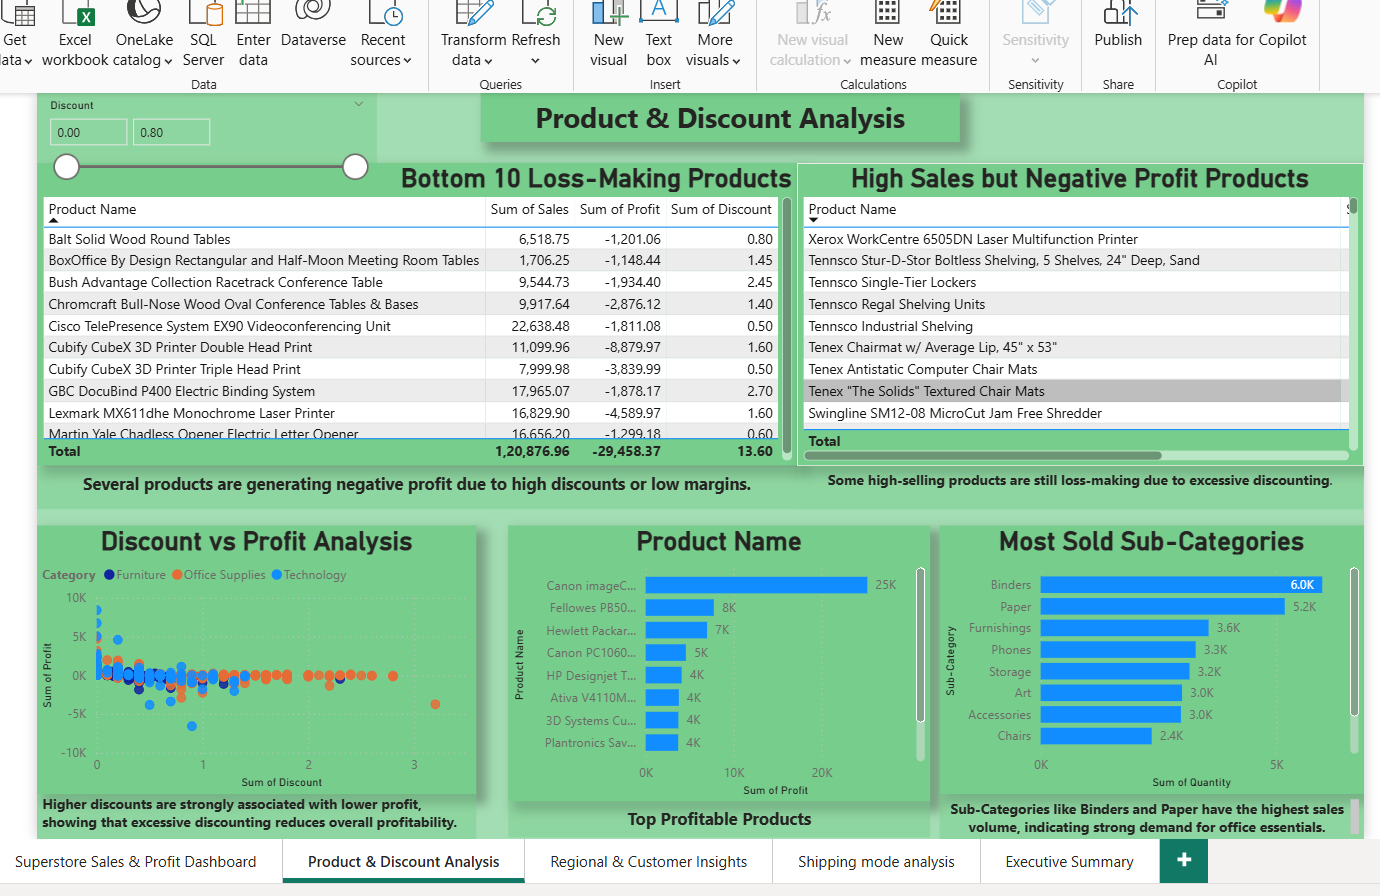 Get
data
Excel
workbook
OneLake
catalog
SQL
Server
Enter
data
Dataverse
Recent
sources
Transform
data
Refresh
New
visual
Text
box
More
visuals
New visual
calculation
New
measure
Quick
measure
Sensitivity
Publish
Prep data for
AI
Copilot
Data
Queries
Insert
Calculations
Sensitivity
Share
Copilot
Discount
0.00 0.80
Product & Discount Analysis
Bottom 10 Loss-Making Products
Product Name Sum of Sales Sum of Profit Sum of Discount
Balt Solid Wood Round Tables 6,518.75 -1,201.06 0.80
BoxOffice By Design Rectangular and Half-Moon Meeting Room Tables 1,706.25 -1,148.44 1.45
Bush Advantage Collection Racetrack Conference Table 9,544.73 -1,934.40 2.45
Chromcraft Bull-Nose Wood Oval Conference Tables & Bases 9,917.64 -2,876.12 1.40
Cisco TelePresence System EX90 Videoconferencing Unit 22,638.48 -1,811.08 0.50
Cubify CubeX 3D Printer Double Head Print 11,099.96 -8,879.97 1.60
Cubify CubeX 3D Printer Triple Head Print 7,999.98 -3,839.99 0.50
GBC DocuBind P400 Electric Binding System 17,965.07 -1,878.17 2.70
Lexmark MX611dhe Monochrome Laser Printer 16,829.90 -4,589.97 1.60
Martin Yale Chadless Opener Electric Letter Opener 16,656.20 -1,299.18 0.60
Total 1,20,876.96 -29,458.37 13.60
Several products are generating negative profit due to high discounts or low margins.
High Sales but Negative Profit Products
Product Name
Xerox WorkCentre 6505DN Laser Multifunction Printer
Tennsco Stur-D-Stor Boltless Shelving, 5 Shelves, 24" Deep, Sand
Tennsco Single-Tier Lockers
Tennsco Regal Shelving Units
Tennsco Industrial Shelving
Tenex Chairmat w/ Average Lip, 45" x 53"
Tenex Antistatic Computer Chair Mats
Tenex "The Solids" Textured Chair Mats
Swingline SM12-08 MicroCut Jam Free Shredder
Total
Some high-selling products are still loss-making due to excessive discounting.
Discount vs Profit Analysis
Category Furniture Office Supplies Technology
Sum of Profit
10K
5K
0K
-5K
-10K
0 1 2 3
Sum of Discount
Higher discounts are strongly associated with lower profit,
showing that excessive discounting reduces overall profitability.
Product Name
Product Name
Canon imageC... 25K
Fellowes PB50... 8K
Hewlett Packar... 7K
Canon PC1060... 5K
HP Designjet T... 4K
Ativa V4110M... 4K
3D Systems Cu... 4K
Plantronics Sav... 4K
0K 10K 20K
Sum of Profit
Top Profitable Products
Most Sold Sub-Categories
Sub-Category
Binders 6.0K
Paper 5.2K
Furnishings 3.6K
Phones 3.3K
Storage 3.2K
Art 3.0K
Accessories 3.0K
Chairs 2.4K
0K 5K
Sum of Quantity
Sub-Categories like Binders and Paper have the highest sales
volume, indicating strong demand for office essentials.
Superstore Sales & Profit Dashboard
Product & Discount Analysis
Regional & Customer Insights
Shipping mode analysis
Executive Summary
+